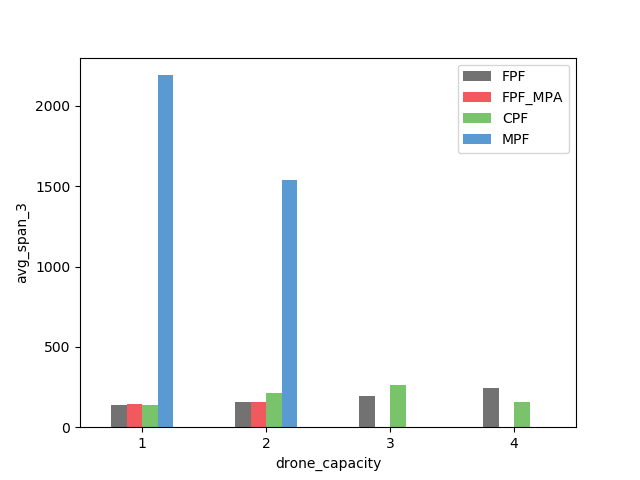 FPF
FPF_MPA
CPF
MPF
2000
1500
1000
500
0
avg_span_3
1 2 3 4
drone_capacity